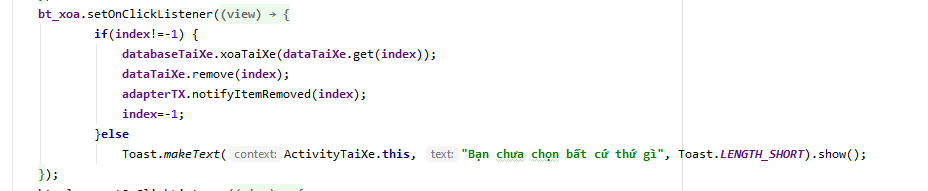 bt_xoa.setOnClickListener((view) → {
if(index!=-1) {
databaseTaiXe.xoaTaiXe(dataTaiXe.get(index));
dataTaiXe.remove(index);
adapterTX.notifyItemRemoved(index);
index=-1;
}else
Toast.makeText( context: ActivityTaiXe.this, text: "Bạn chưa chọn bất cứ thứ gì", Toast.LENGTH_SHORT).show();
});